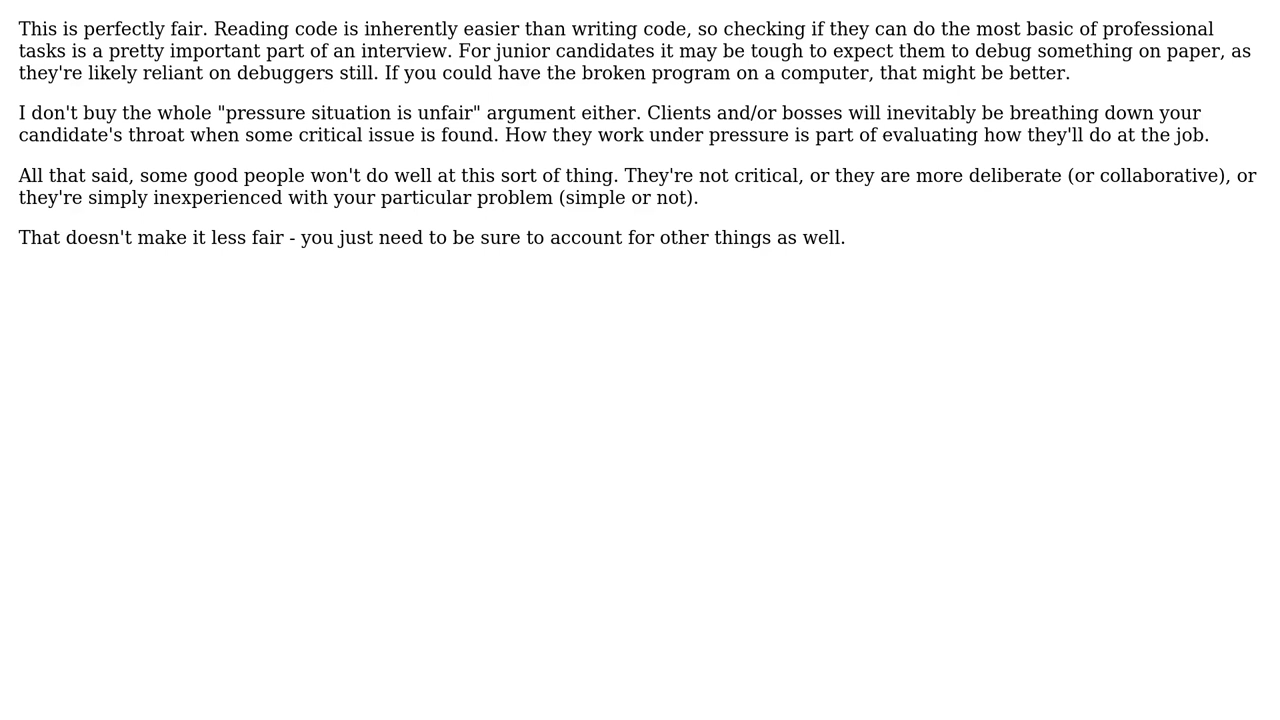 This is perfectly fair. Reading code is inherently easier than writing code, so checking if they can do the most basic of professional
tasks is a pretty important part of an interview. For junior candidates it may be tough to expect them to debug something on paper, as
they're likely reliant on debuggers still. If you could have the broken program on a computer, that might be better.
I don't buy the whole "pressure situation is unfair" argument either. Clients and/or bosses will inevitably be breathing down your
candidate's throat when some critical issue is found. How they work under pressure is part of evaluating how they'll do at the job.
All that said, some good people won't do well at this sort of thing. They're not critical, or they are more deliberate (or collaborative), or
they're simply inexperienced with your particular problem (simple or not).
That doesn't make it less fair - you just need to be sure to account for other things as well.